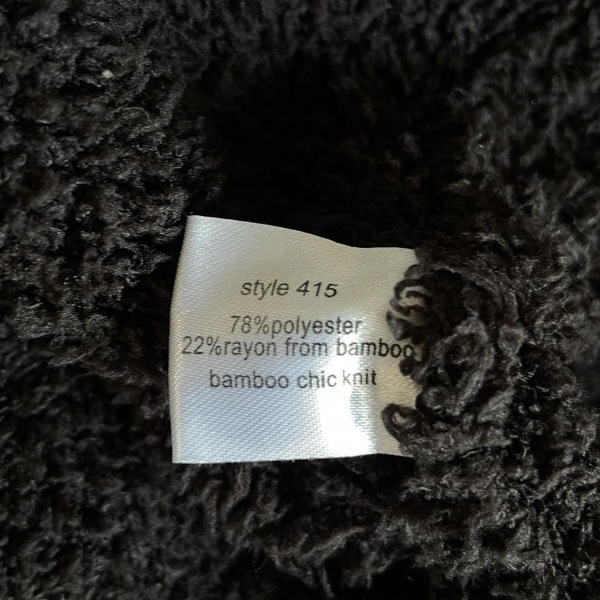 style 415
78%polyester
22%rayon from bamboo
bamboo chic knit